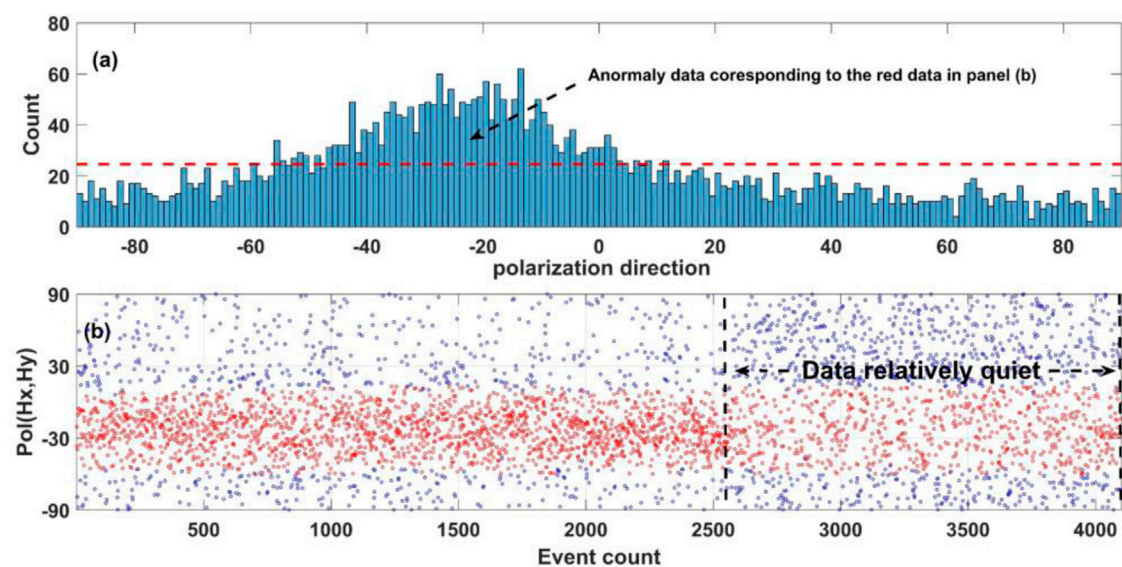 80
(a)
Anormaly data coresponding to the red data in panel (b)
60
Count
40
20
0
-80 -60 -40 -20 0 20 40 60 80
polarization direction
90
(b)
30
Data relatively quiet
Pol(Hx,Hy)
-30
-90
500 1000 1500 2000 2500 3000 3500 4000
Event count